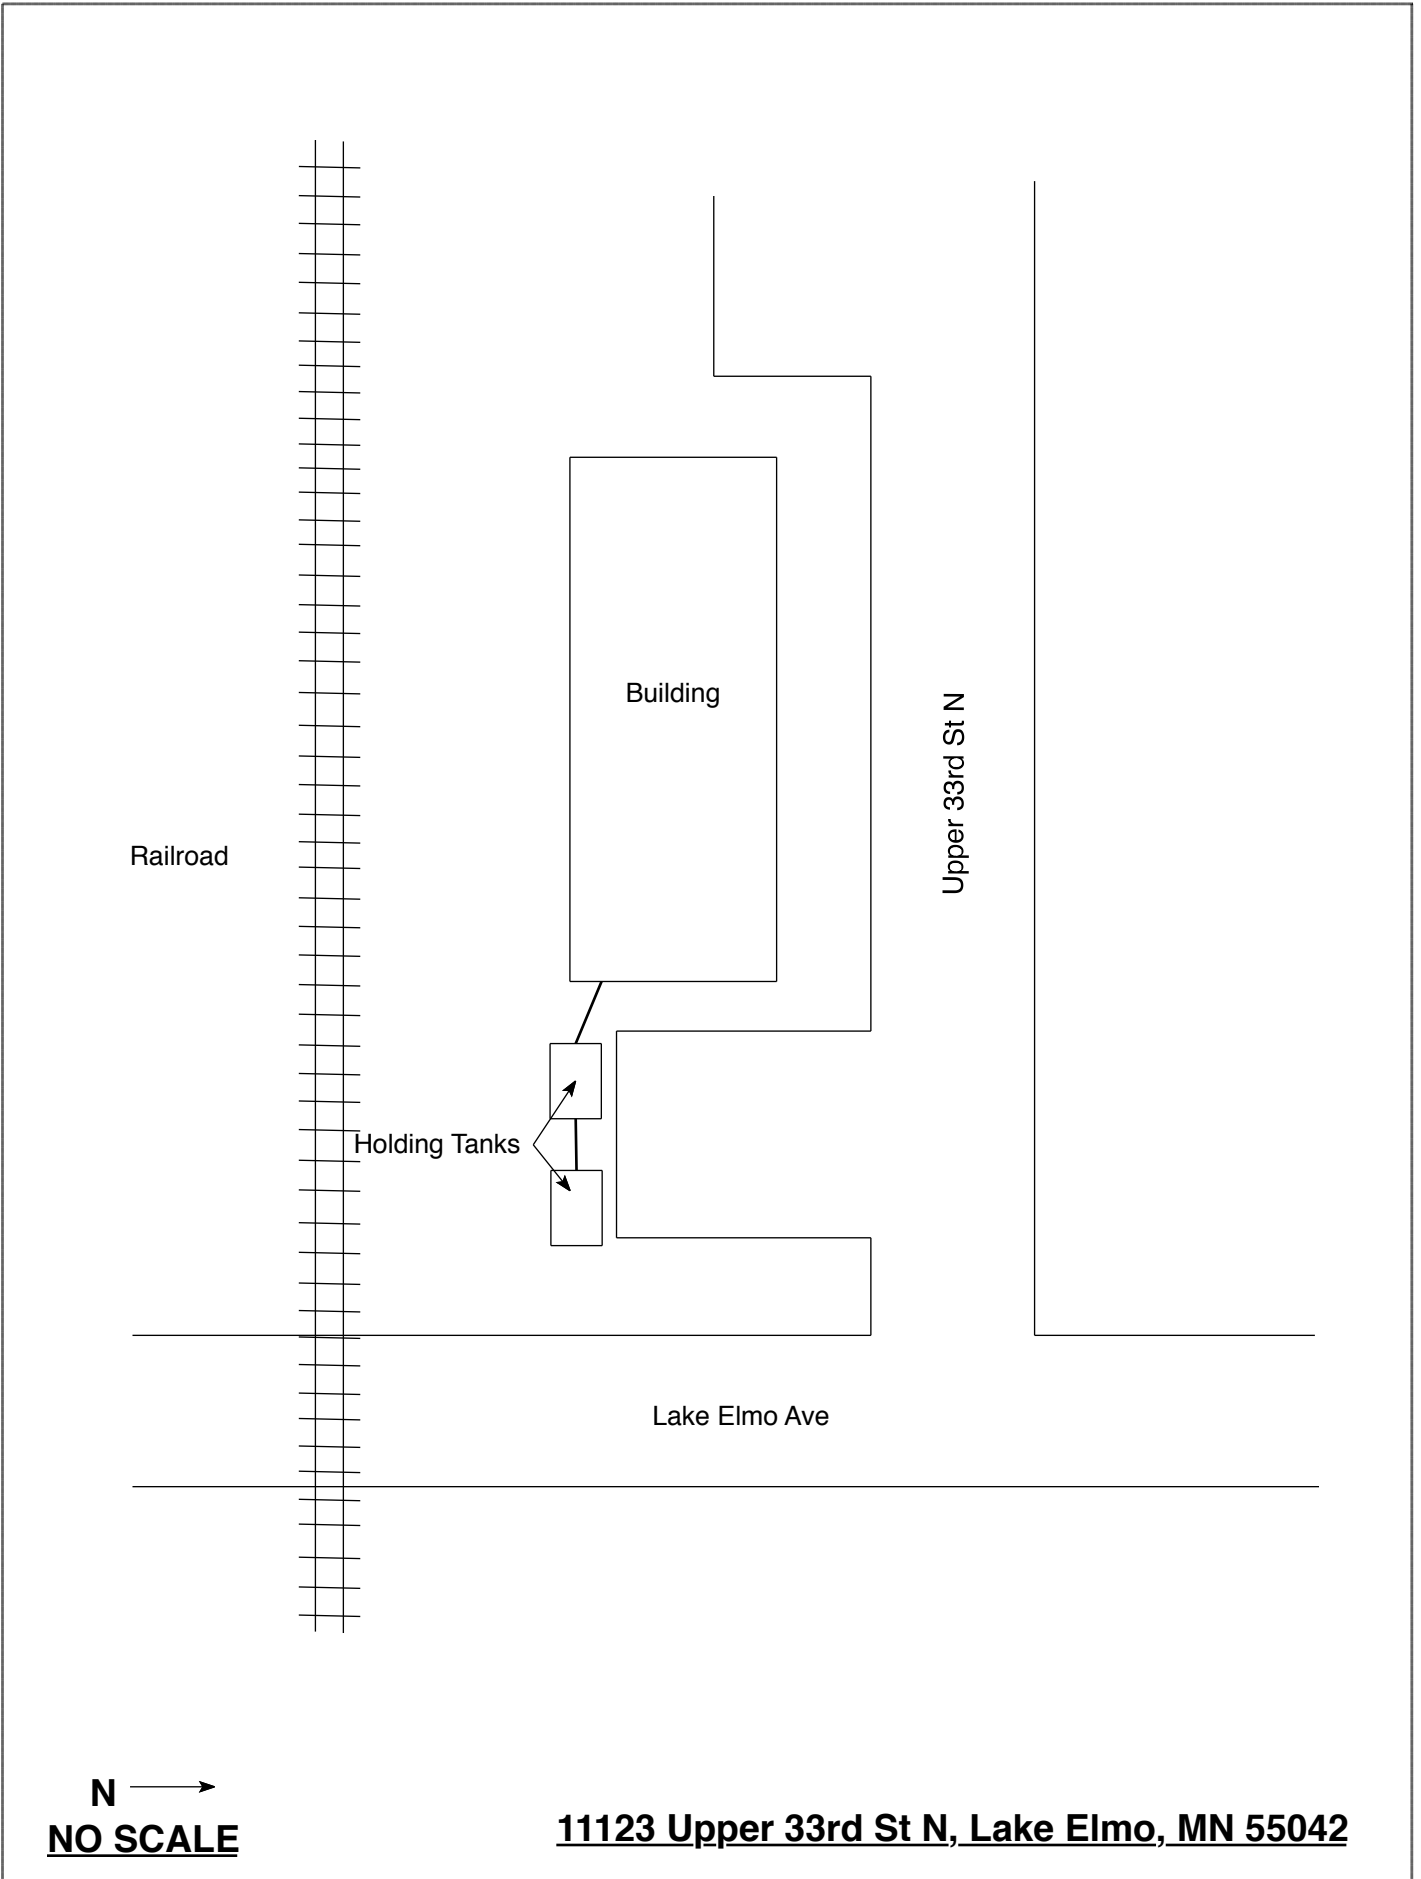 Building
Upper 33rd St N
Railroad
Holding Tanks
Lake Elmo Ave
N
NO SCALE
11123 Upper 33rd St N, Lake Elmo, MN 55042